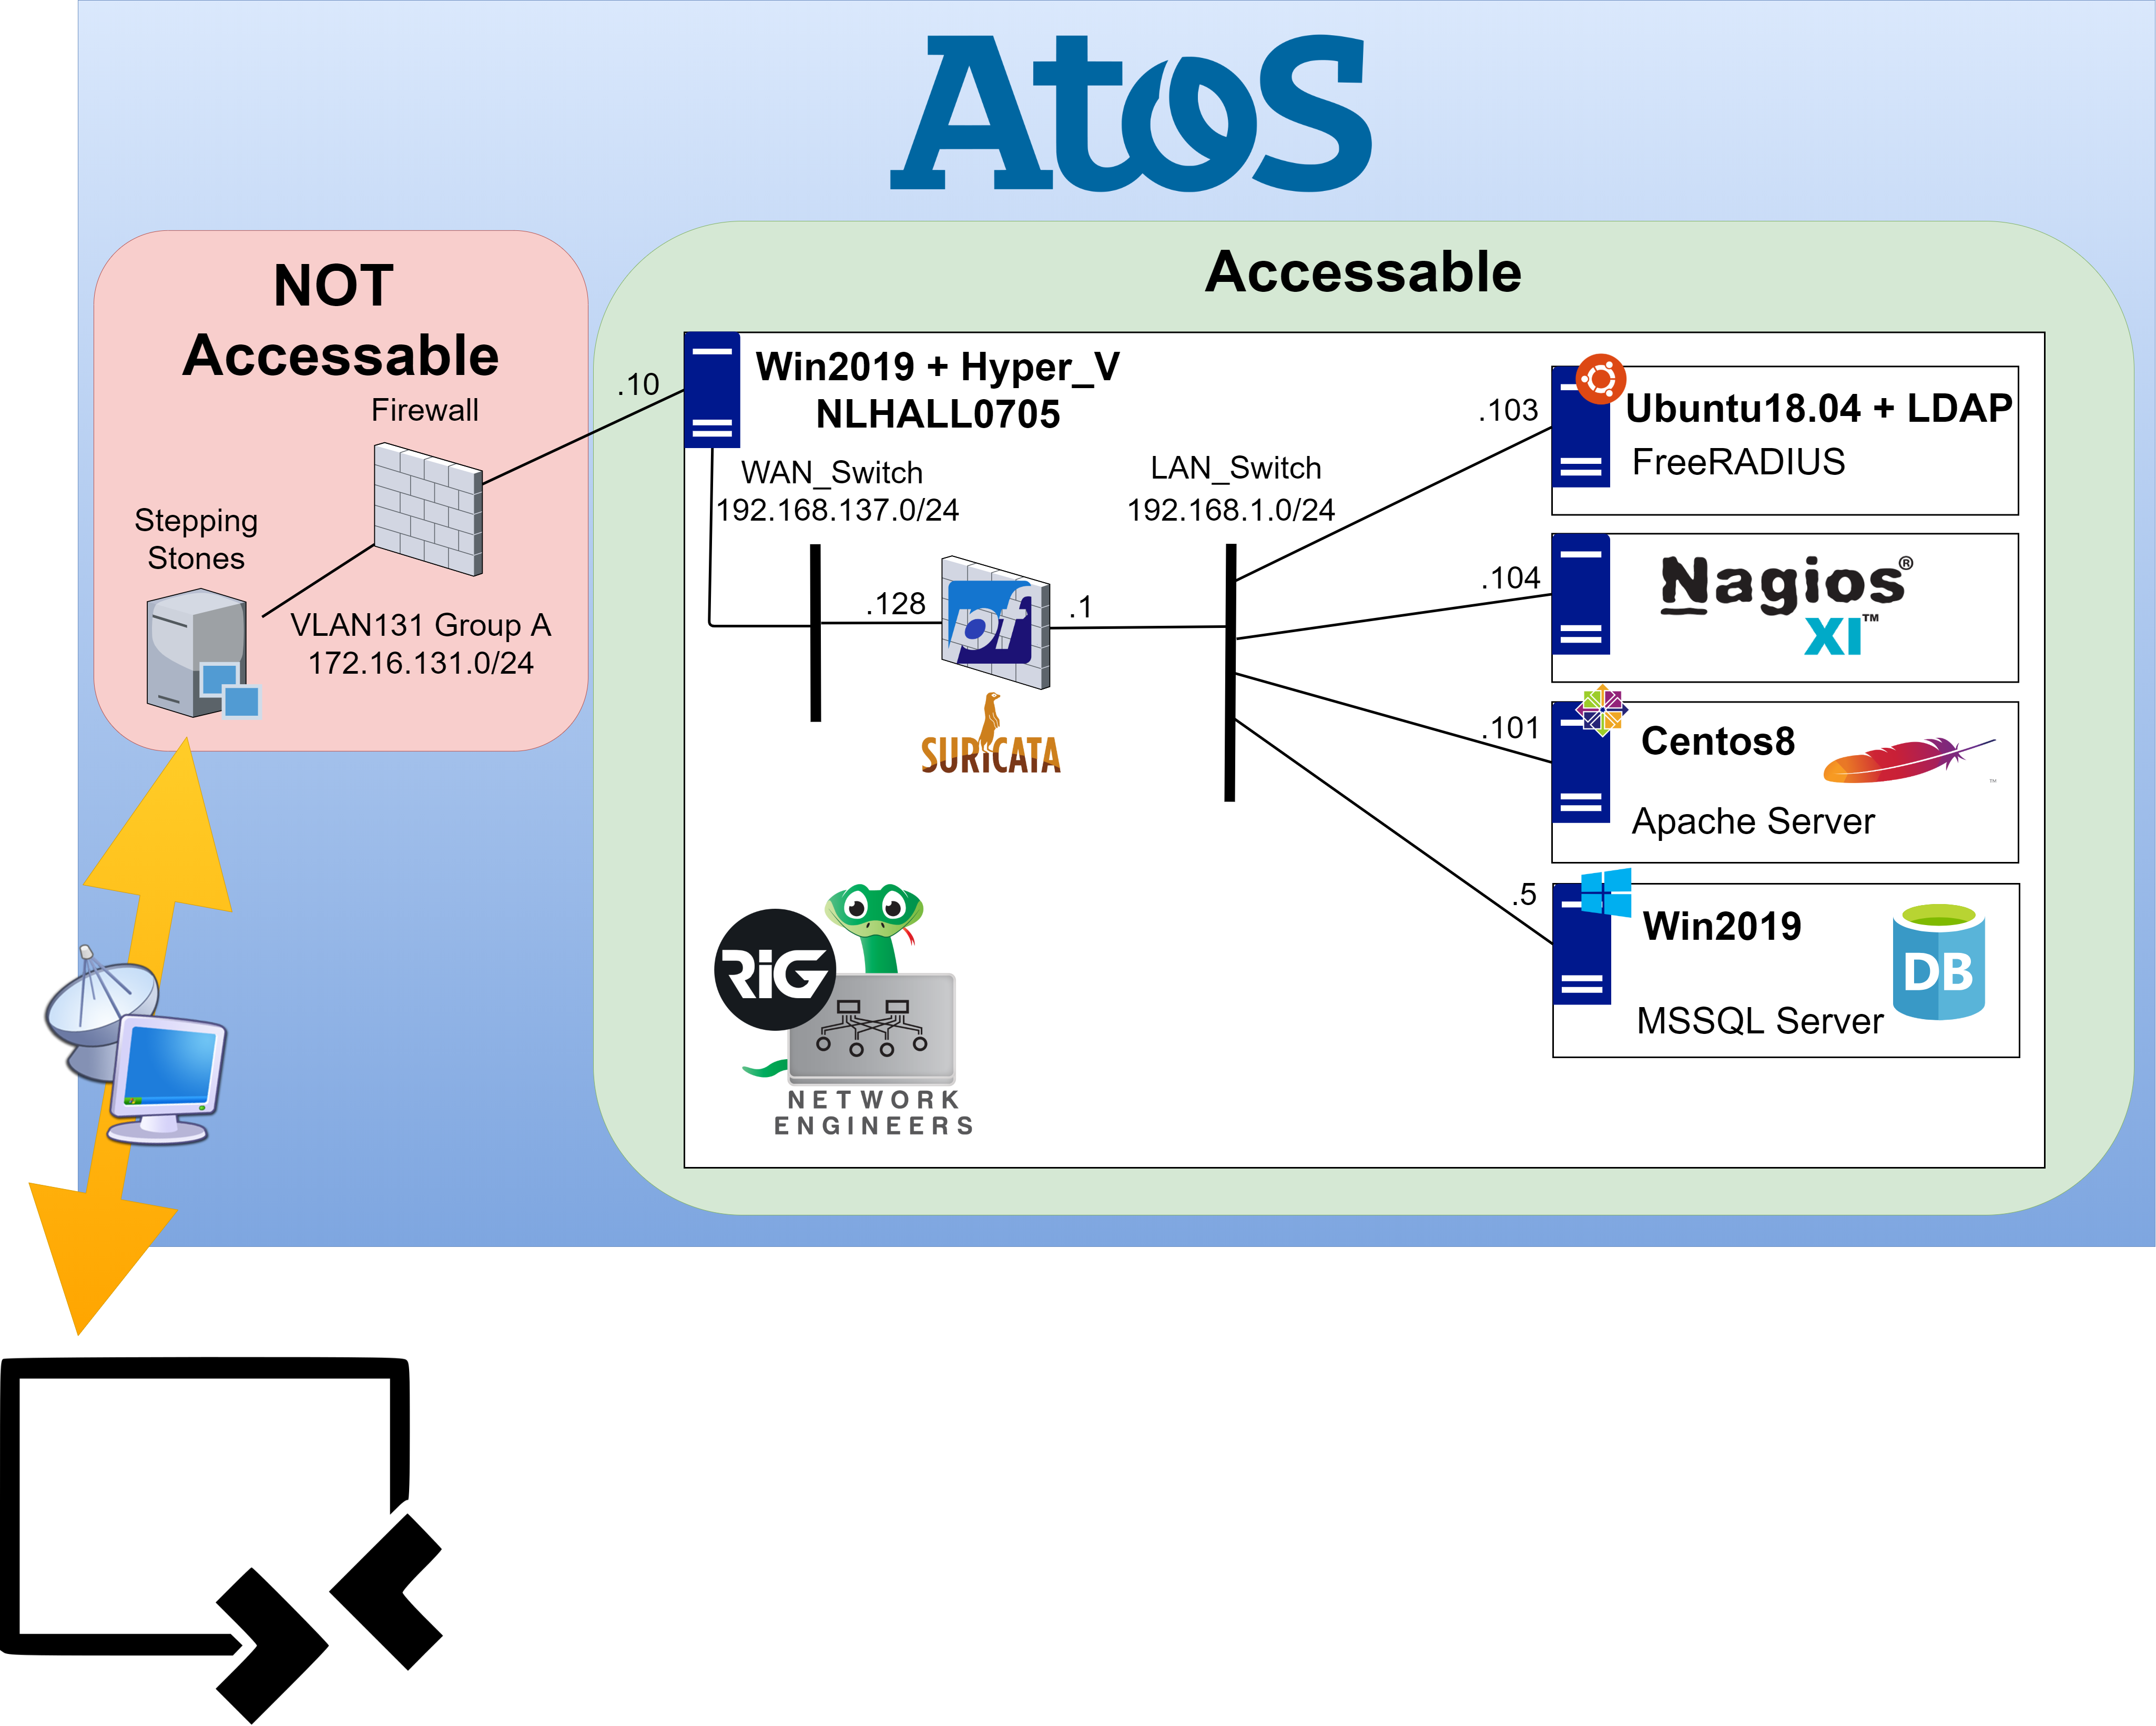 Atos
NOT
Accessable
Firewall
Stepping
Stones
VLAN131 Group A
172.16.131.0/24
Accessable
.10
Win2019 + Hyper_V
NLHALL0705
WAN_Switch
192.168.137.0/24
.128
pf
SURiCATA
.1
LAN_Switch
192.168.1.0/24
.103
Ubuntu18.04 + LDAP
FreeRADIUS
.104
Nagios®
XI™
.101
Centos8
™
Apache Server
.5
Win2019
DB
MSSQL Server
RiG
NETWORK
ENGINEERS